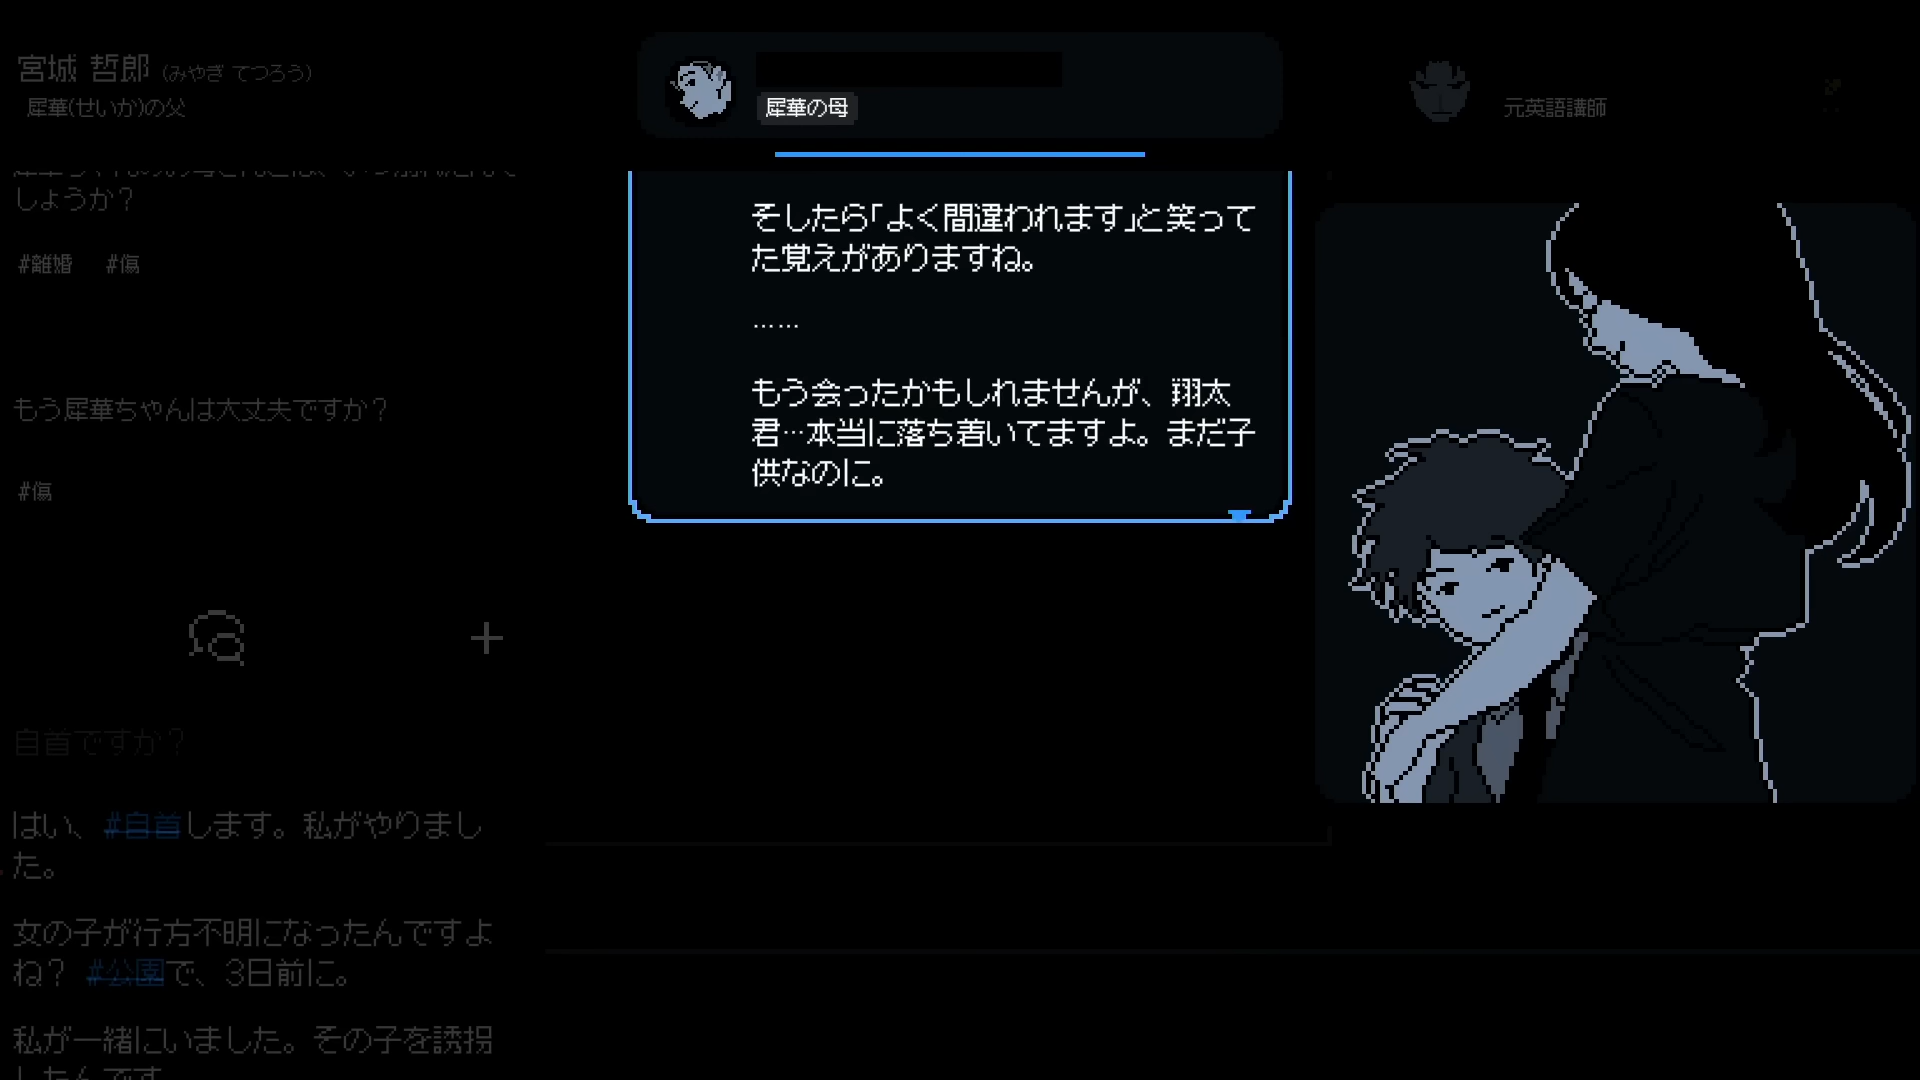 宮城 哲郎 (みやぎ てつろう)
犀華(せいか)の父
しょうか？
#離婚 #傷
もう犀華ちゃんは大丈夫ですか？
#傷
自首ですか？
はい、#自首します。私がやりまし
た。
女の子が行方不明になったんですよ
ね？ #公園で、3日前に。
私が一緒にいました。その子を誘拐
したんです
犀華の母
そしたら「よく間違われます」と笑って
た覚えがありますね。
……
もう会ったかもしれませんが、翔太
君…本当に落ち着いてますよ。まだ子
供なのに。
元英語講師